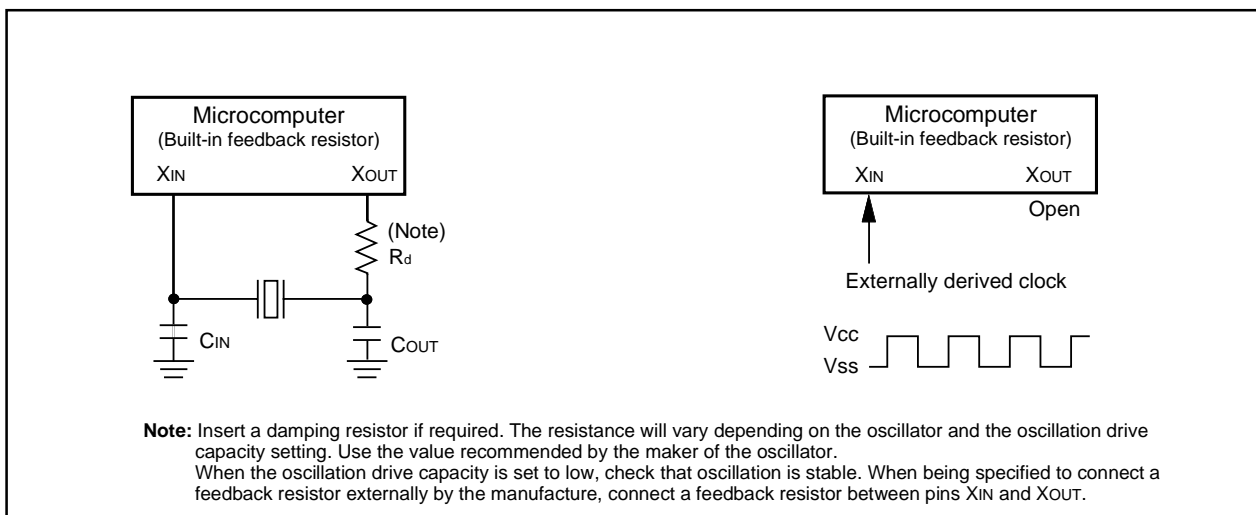 Microcomputer
(Built-in feedback resistor)
XIN XOUT
(Note)
Rd
CIN
COUT
Microcomputer
(Built-in feedback resistor)
XIN XOUT
Open
Externally derived clock
Vcc
Vss
Note: Insert a damping resistor if required. The resistance will vary depending on the oscillator and the oscillation drive
capacity setting. Use the value recommended by the maker of the oscillator.
When the oscillation drive capacity is set to low, check that oscillation is stable. When being specified to connect a
feedback resistor externally by the manufacture, connect a feedback resistor between pins XIN and XOUT.